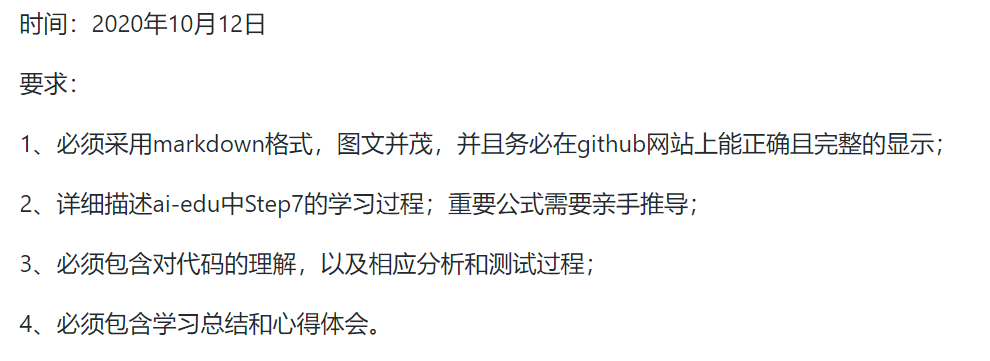 时间：2020年10月12日
要求：
1、必须采用markdown格式，图文并茂，并且务必在github网站上能正确且完整的显示；
2、详细描述ai-edu中Step7的学习过程；重要公式需要亲手推导；
3、必须包含对代码的理解，以及相应分析和测试过程；
4、必须包含学习总结和心得体会。